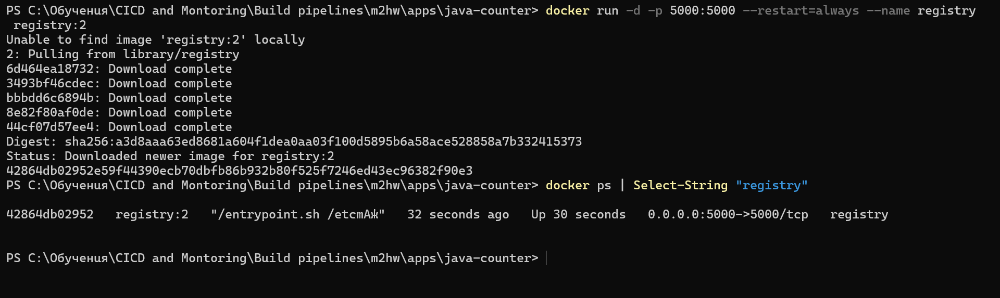 PS C:\Обучения\CICD and Montoring\Build pipelines\m2hw\apps\java-counter> docker run -d -p 5000:5000 --restart=always --name registry
 registry:2
Unable to find image 'registry:2' locally
2: Pulling from library/registry
6d464ea18732: Download complete
3493bf46cdec: Download complete
bbbdd6c6894b: Download complete
8e82f80af0de: Download complete
44cf07d57ee4: Download complete
Digest: sha256:a3d8aaa63ed8681a604f1dea0aa03f100d5895b6a58ace528858a7b332415373
Status: Downloaded newer image for registry:2
42864db02952e59f44390ecb70dbfb86b932b80f525f7246ed43ec96382f90e3
PS C:\Обучения\CICD and Montoring\Build pipelines\m2hw\apps\java-counter> docker ps | Select-String "registry"
42864db02952   registry:2   "/entrypoint.sh /etcтАж"   32 seconds ago   Up 30 seconds   0.0.0.0:5000->5000/tcp   registry
PS C:\Обучения\CICD and Montoring\Build pipelines\m2hw\apps\java-counter>